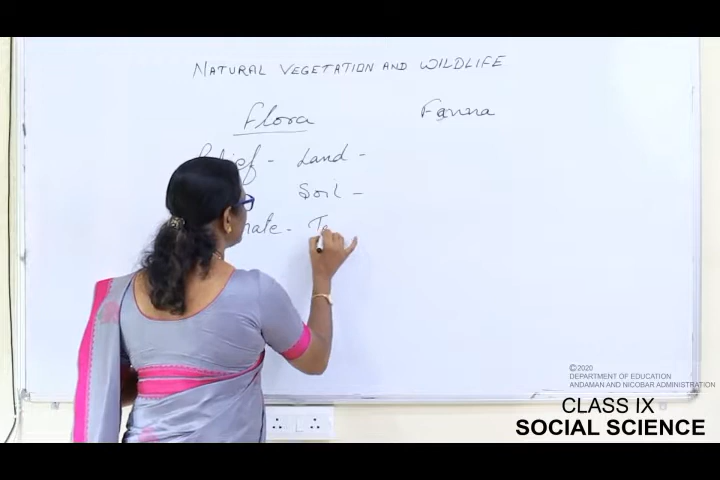 NATURAL VEGETATION AND WILDLIFE
Flora Fauna
Land -
Soil -
Te
©2020
DEPARTMENT OF EDUCATION
ANDAMAN AND NICOBAR ADMINISTRATION
CLASS IX
SOCIAL SCIENCE